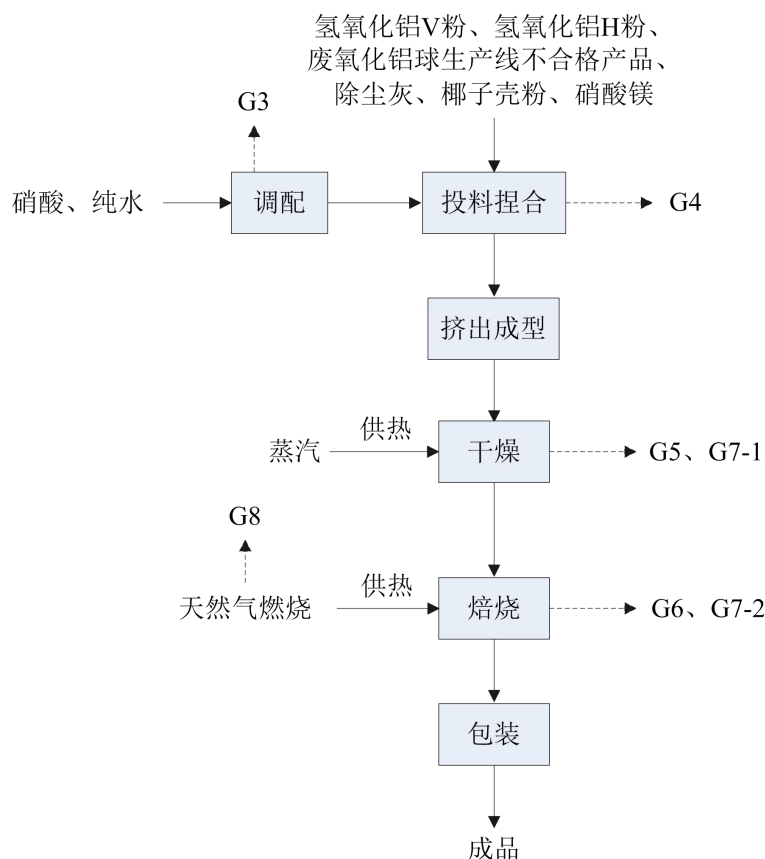 氢氧化铝V粉、氢氧化铝H粉、
废氧化铝球生产线不合格产品、
除尘灰、椰子壳粉、硝酸镁
G3
硝酸、纯水
调配
投料捏合
G4
挤出成型
供热
蒸汽
干燥
G5、G7-1
G8
供热
天然气燃烧
焙烧
G6、G7-2
包装
成品